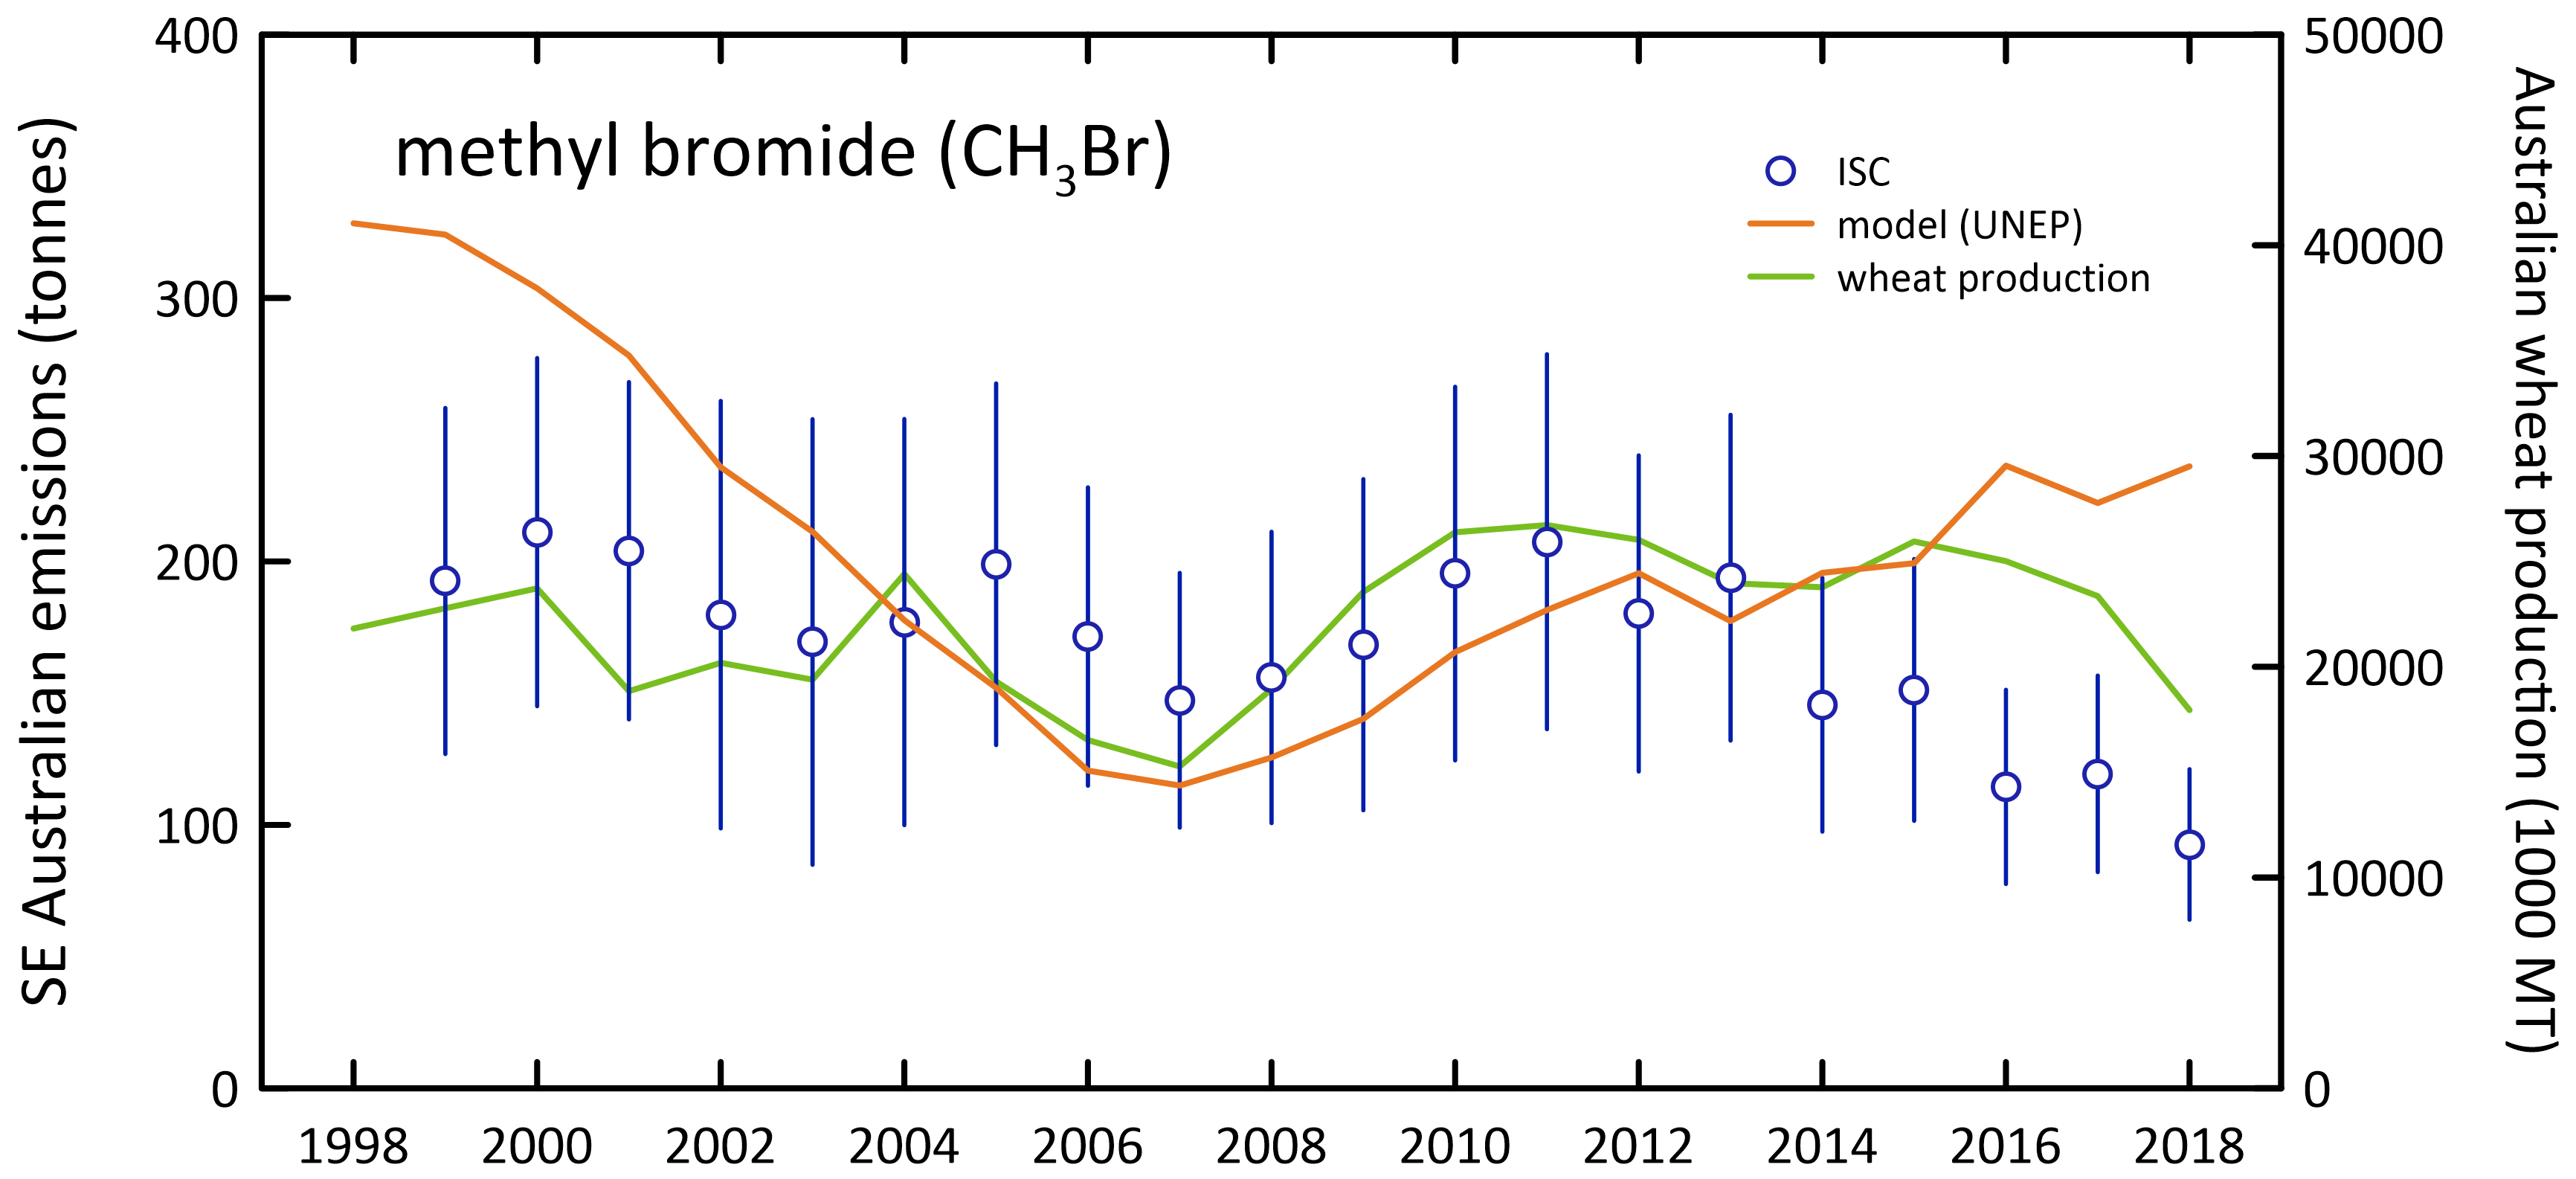 methyl bromide (CH₃Br)
ISC
model (UNEP)
wheat production
SE Australian emissions (tonnes)
400
300
200
100
0
Australian wheat production (1000 MT)
50000
40000
30000
20000
10000
0
1998 2000 2002 2004 2006 2008 2010 2012 2014 2016 2018